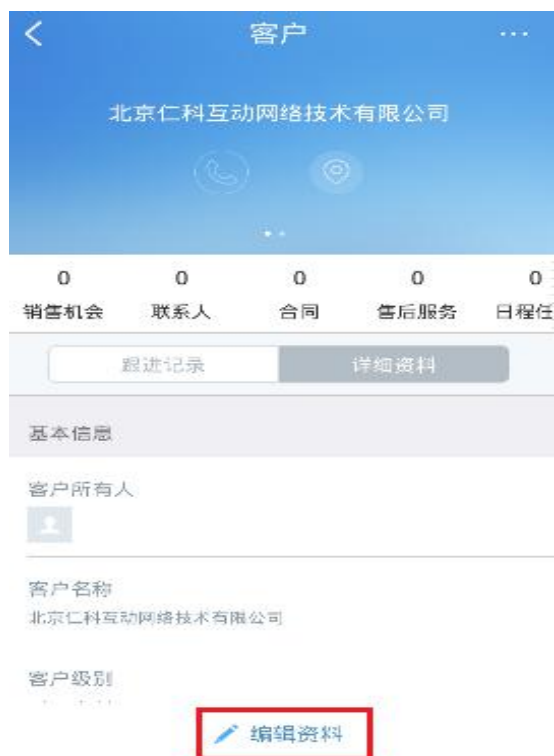 客户
北京仁科互动网络技术有限公司
0 0 0 0 0
销售机会 联系人 合同 售后服务 日程任
跟进记录 详细资料
基本信息
客户所有人
客户名称
北京仁科互动网络技术有限公司
客户级别
编辑资料